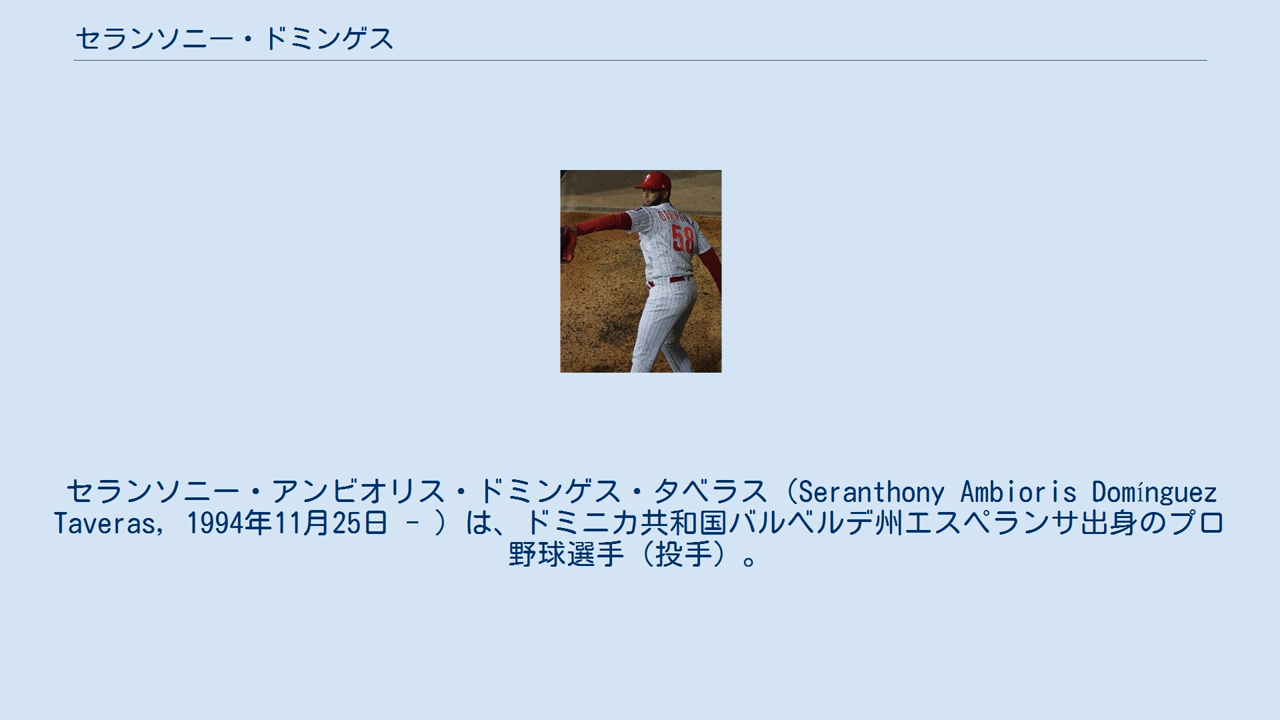 セランソニー・ドミンゲス
58
セランソニー・アンビオリス・ドミンゲス・タベラス（Seranthony Ambioris Domínguez
Taveras, 1994年11月25日 - ）は、ドミニカ共和国バルベルデ州エスペランサ出身のプロ
野球選手（投手）。